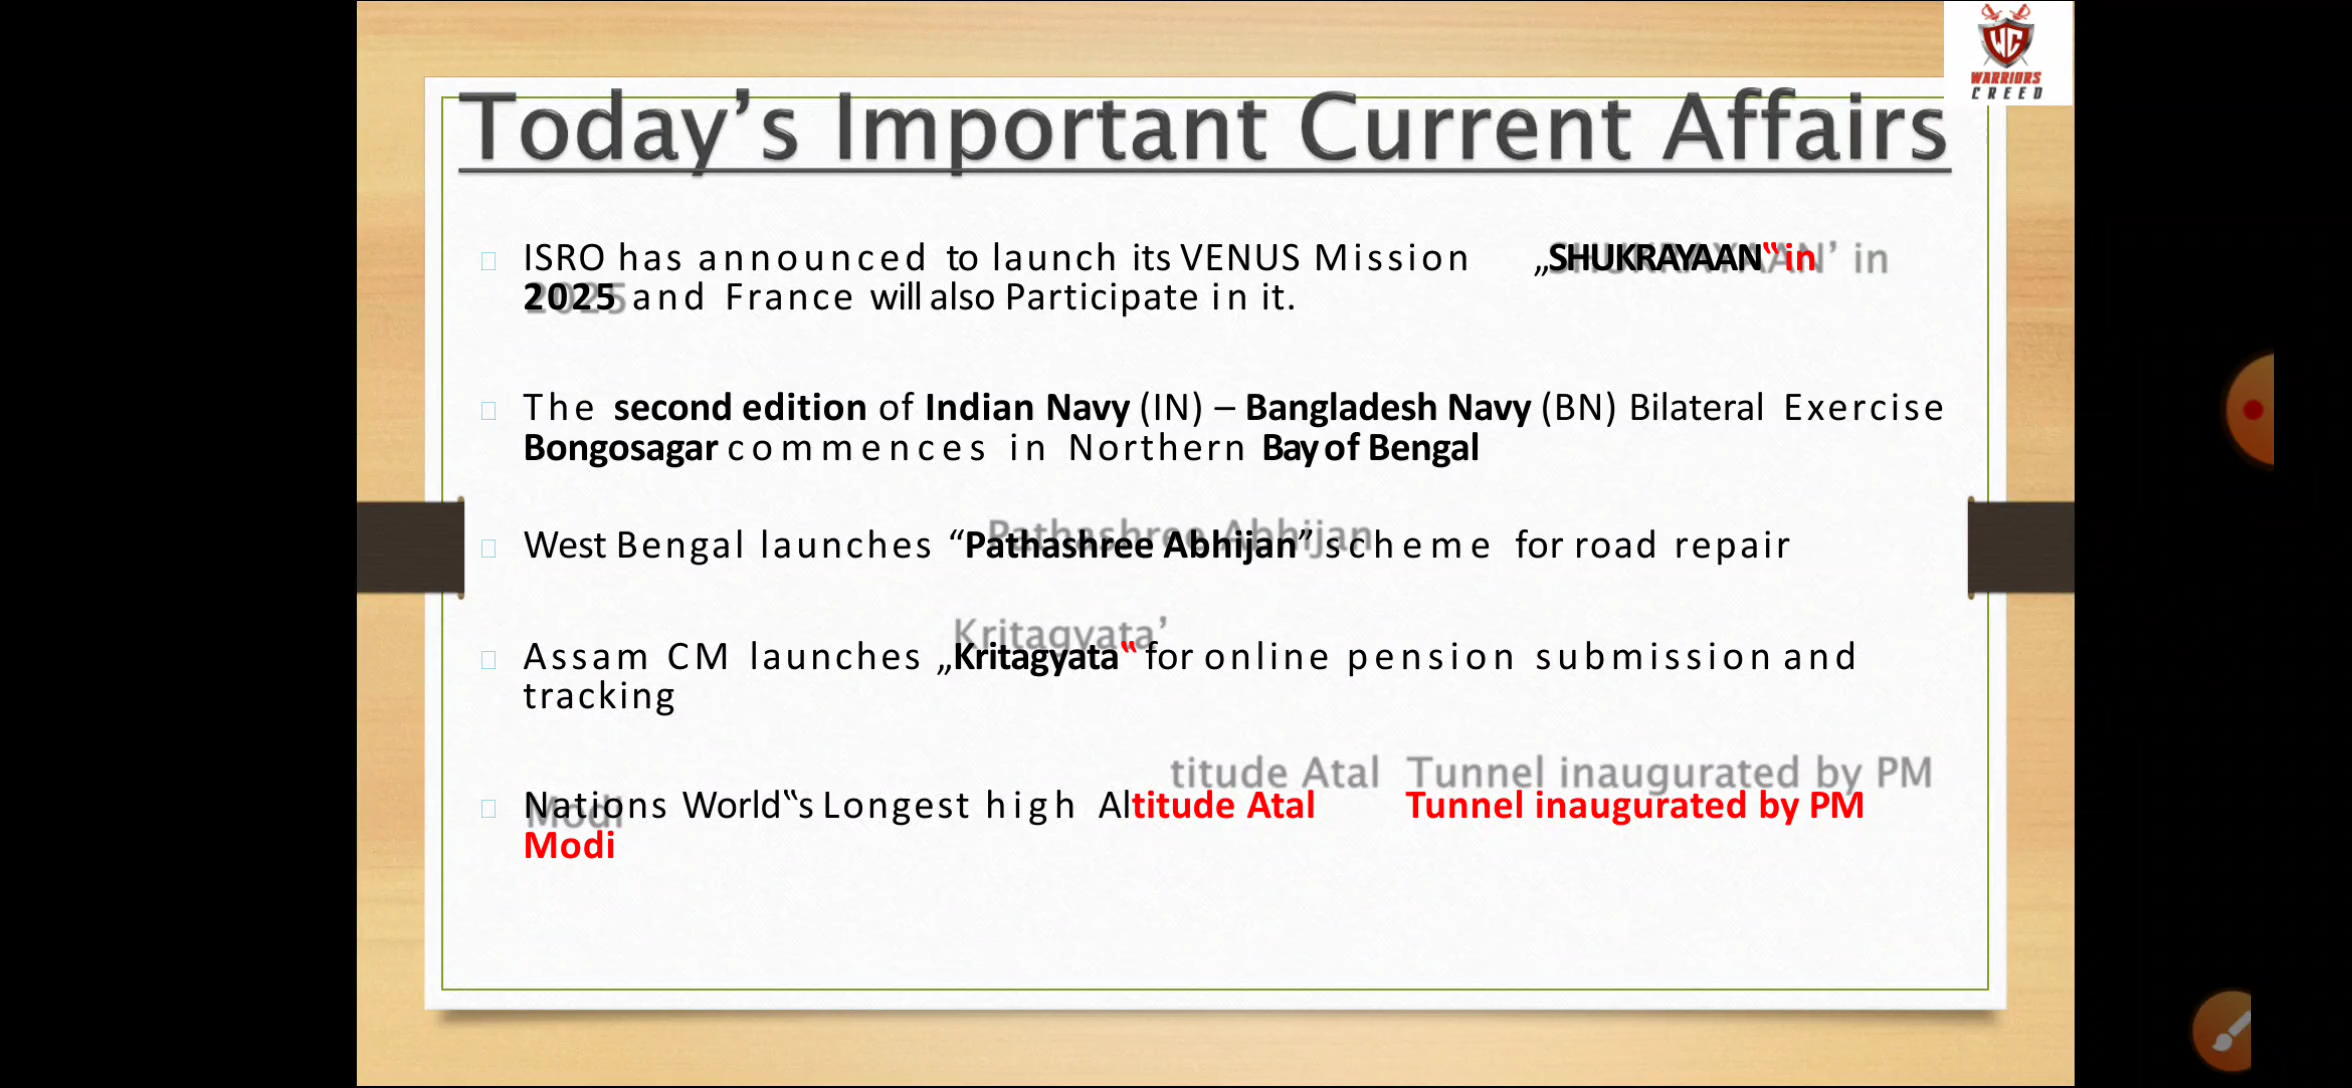 WC
WARRIORS
CREED
Today’s Important Current Affairs
ISRO has announced to launch its VENUS Mission „SHUKRAYAAN‟in
2025 and France will also Participate in it.
The second edition of Indian Navy (IN) – Bangladesh Navy (BN) Bilateral Exercise
Bongosagar commences in Northern Bay of Bengal
West Bengal launches “Pathashree Abhijan” scheme for road repair
Assam CM launches „Kritagyata‟ for online pension submission and
tracking
Nations World‟s Longest high Altitude Atal Tunnel inaugurated by PM
Modi